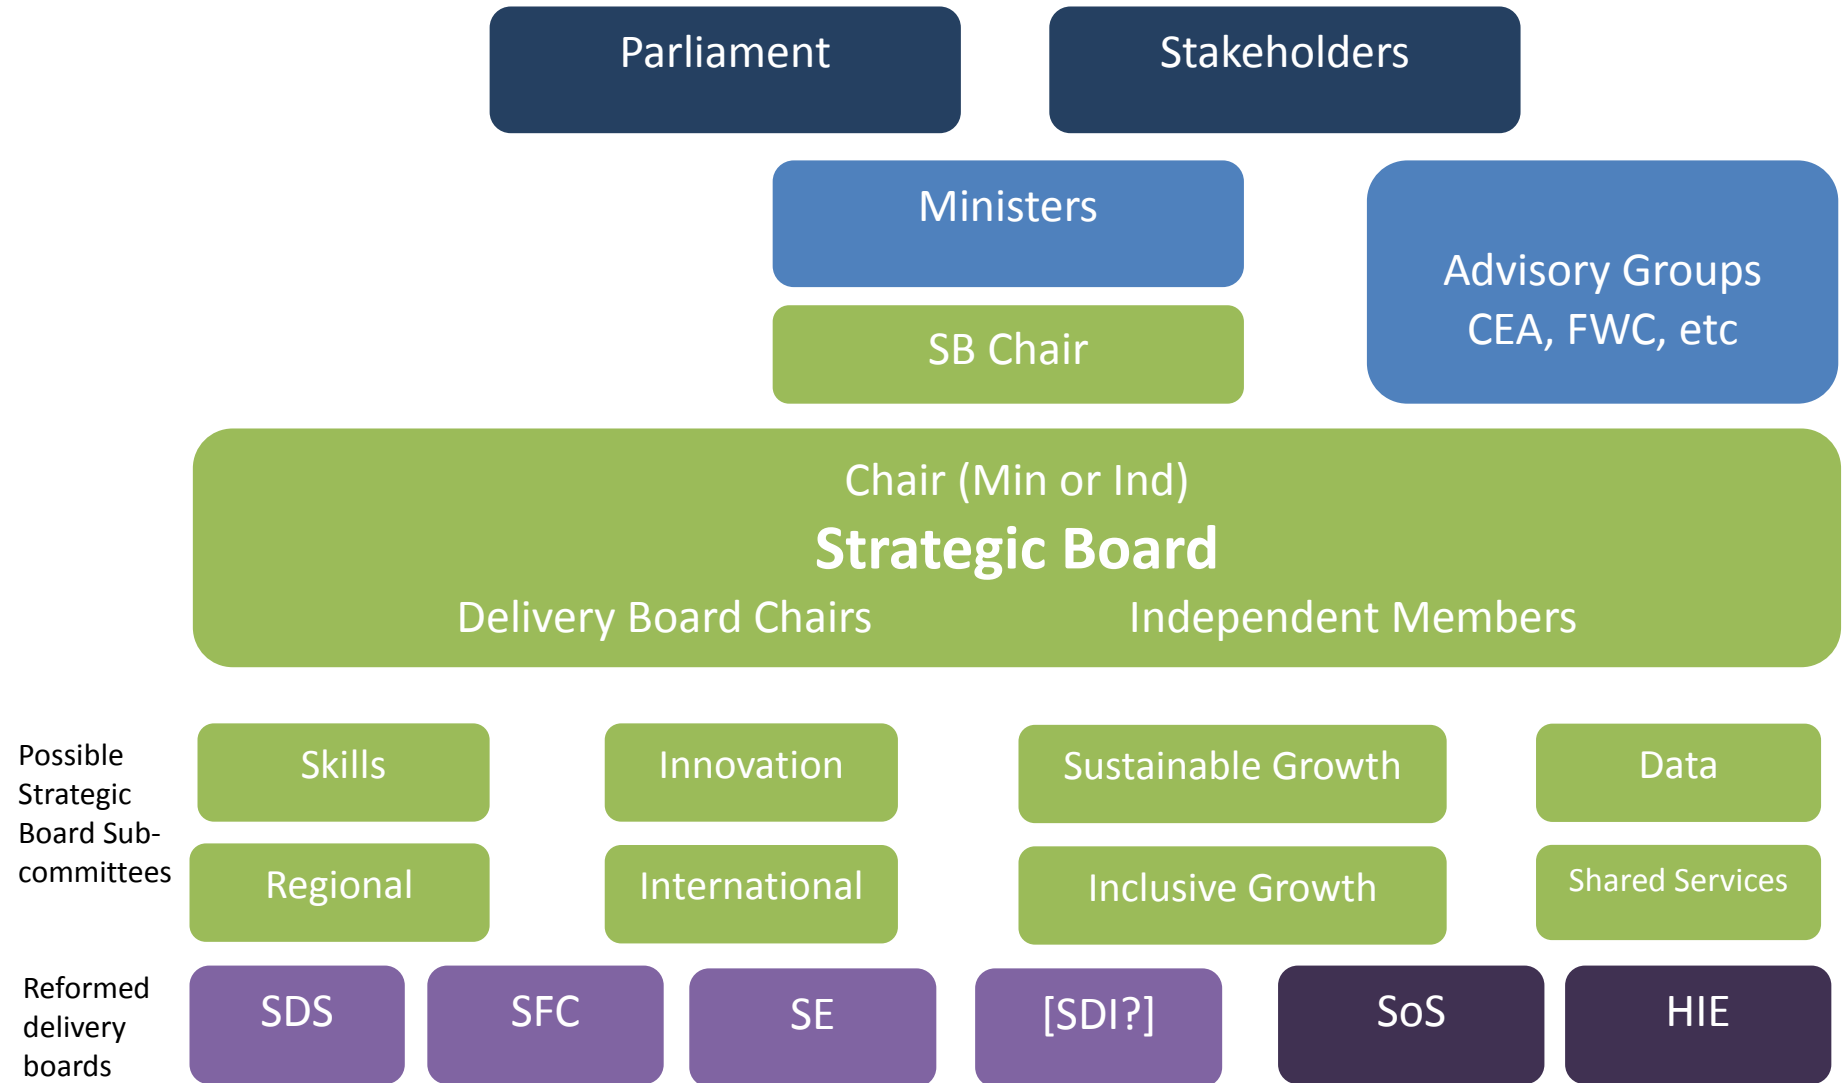 Parliament
Stakeholders
Ministers
Advisory Groups
CEA, FWC, etc
SB Chair
Chair (Min or Ind)
Strategic Board
Delivery Board Chairs
Independent Members
Possible
Strategic
Board Sub-
committees
Skills
Innovation
Sustainable Growth
Data
Regional
International
Inclusive Growth
Shared Services
Reformed
delivery
boards
SDS
SFC
SE
[SDI?]
SoS
HIE